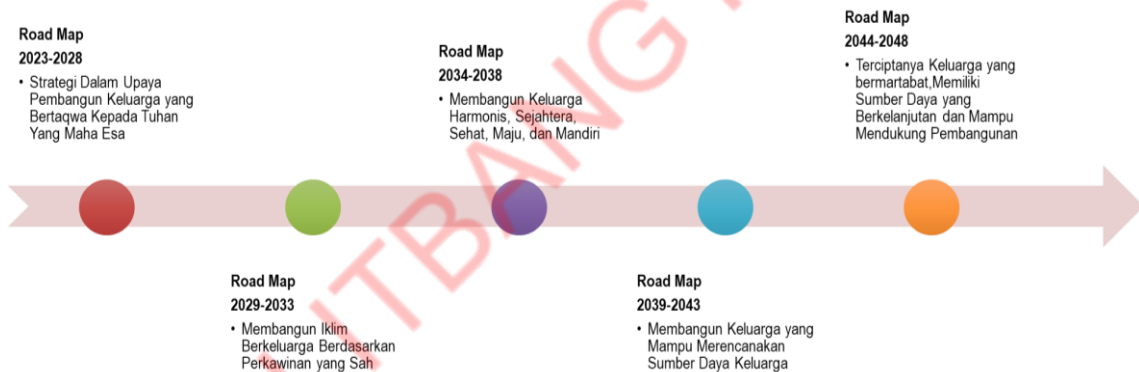 Road Map
2023-2028
• Strategi Dalam Upaya
Pembangun Keluarga yang
Bertaqwa Kepada Tuhan
Yang Maha Esa
Road Map
2029-2033
• Membangun Iklim
Berkeluarga Berdasarkan
Perkawinan yang Sah
Road Map
2034-2038
• Membangun Keluarga
Harmonis, Sejahtera,
Sehat, Maju, dan Mandiri
Road Map
2039-2043
• Membangun Keluarga yang
Mampu Merencanakan
Sumber Daya Keluarga
Road Map
2044-2048
• Terciptanya Keluarga yang
bermartabat,Memiliki
Sumber Daya yang
Berkelanjutan dan Mampu
Mendukung Pembangunan
ITBANG